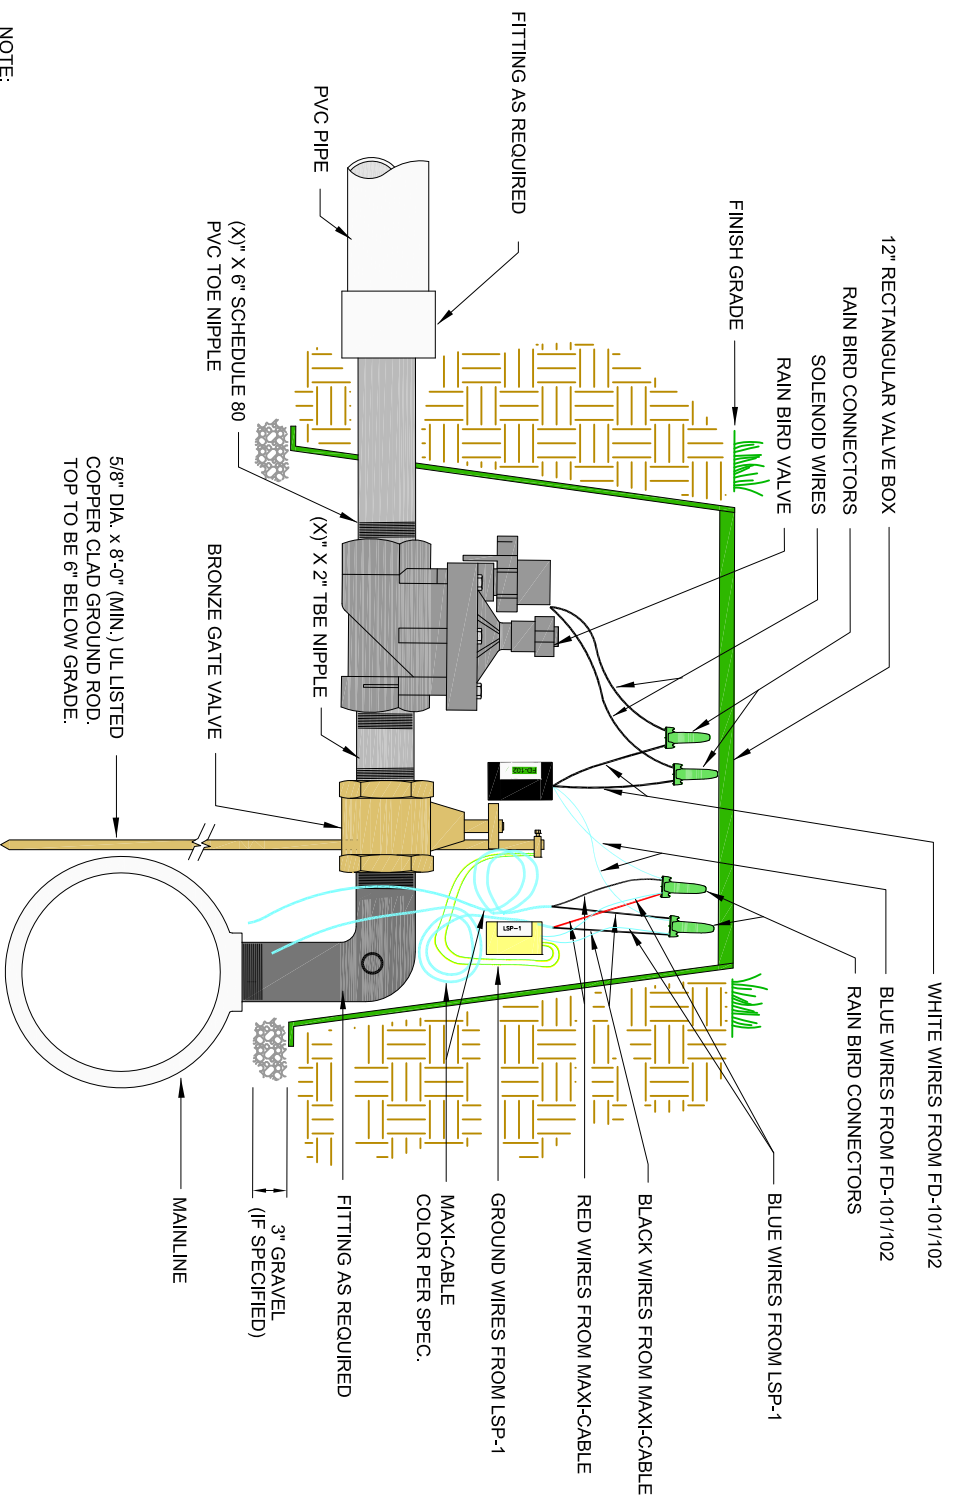 12" RECTANGULAR VALVE BOX
RAIN BIRD CONNECTORS
SOLENOID WIRES
RAIN BIRD VALVE
FINISH GRADE
FITTING AS REQUIRED
PVC PIPE
(X)" X 6" SCHEDULE 80
PVC TOE NIPPLE
(X)" X 2" TBE NIPPLE
BRONZE GATE VALVE
5/8" DIA. x 8'-0" (MIN.) UL LISTED
COPPER CLAD GROUND ROD.
TOP TO BE 6" BELOW GRADE.
NOTE:
FD-102
LSP-1
WHITE WIRES FROM FD-101/102
BLUE WIRES FROM FD-101/102
RAIN BIRD CONNECTORS
BLUE WIRES FROM LSP-1
BLACK WIRES FROM MAXI-CABLE
RED WIRES FROM MAXI-CABLE
GROUND WIRES FROM LSP-1
MAXI-CABLE
COLOR PER SPEC.
FITTING AS REQUIRED
3" GRAVEL
(IF SPECIFIED)
MAINLINE